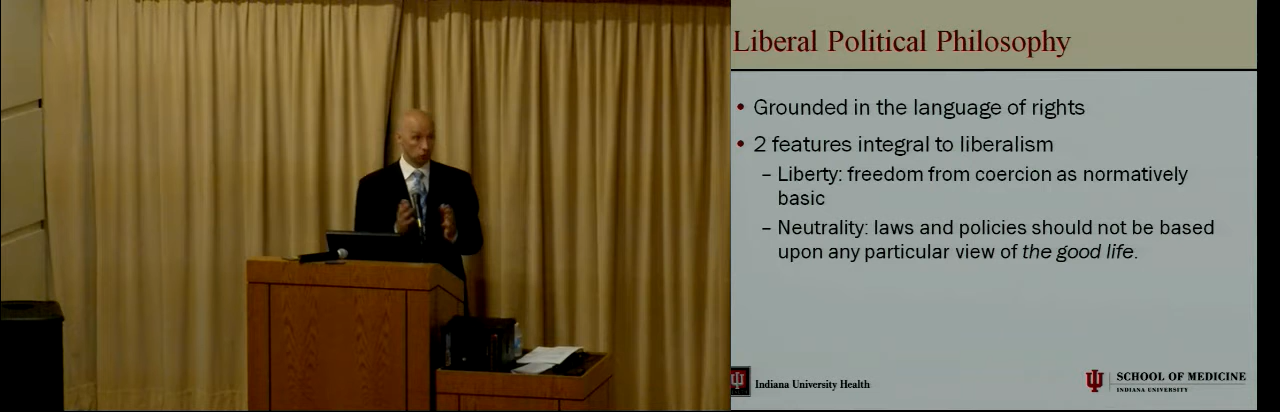 Liberal Political Philosophy
• Grounded in the language of rights
• 2 features integral to liberalism
– Liberty: freedom from coercion as normatively
basic
– Neutrality: laws and policies should not be based
upon any particular view of the good life.
Indiana University Health
SCHOOL OF MEDICINE
INDIANA UNIVERSITY